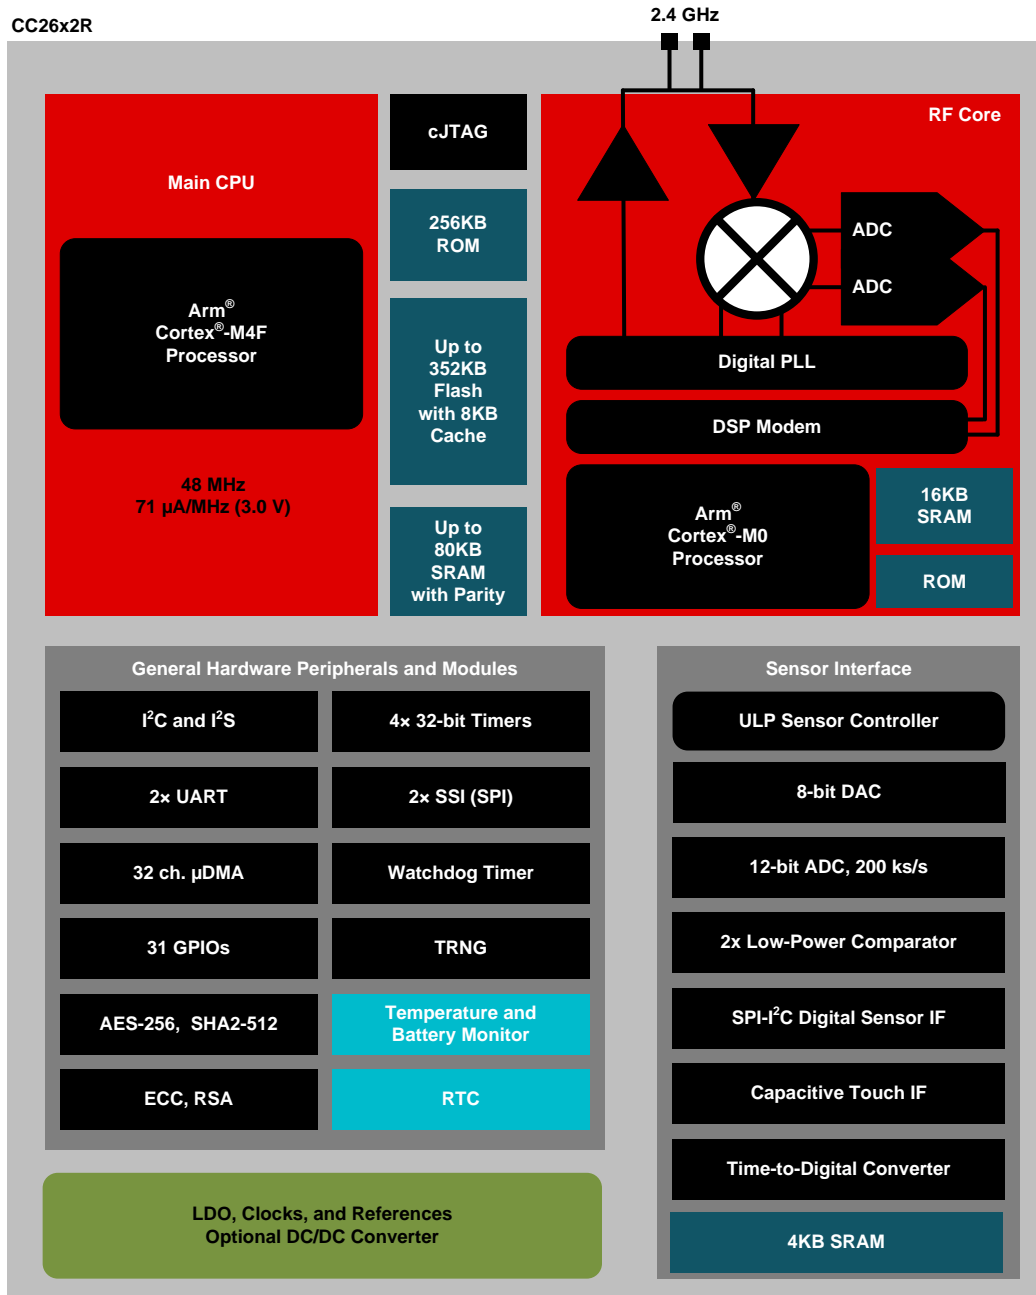 CC26x2R
2.4 GHz
Main CPU
Arm®
Cortex®-M4F
Processor
48 MHz
71 µA/MHz (3.0 V)
cJTAG
256KB
ROM
Up to
352KB
Flash
with 8KB
Cache
Up to
80KB
SRAM
with Parity
RF Core
ADC
ADC
Digital PLL
DSP Modem
Arm®
Cortex®-M0
Processor
16KB
SRAM
ROM
General Hardware Peripherals and Modules
I²C and I²S
4× 32-bit Timers
2× UART
2× SSI (SPI)
32 ch. µDMA
Watchdog Timer
31 GPIOs
TRNG
AES-256, SHA2-512
Temperature and
Battery Monitor
ECC, RSA
RTC
LDO, Clocks, and References
Optional DC/DC Converter
Sensor Interface
ULP Sensor Controller
8-bit DAC
12-bit ADC, 200 ks/s
2x Low-Power Comparator
SPI-I²C Digital Sensor IF
Capacitive Touch IF
Time-to-Digital Converter
4KB SRAM